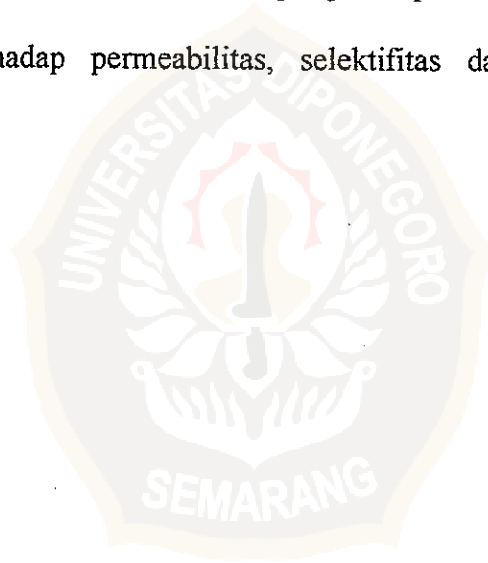 hadap permeabilitas, selektifitas da
UNIVERSITAS DIPONEGORO
SEMARANG